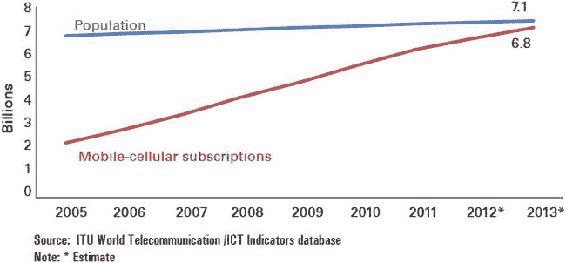 8
7.1
Population
7
6.8
6
5
4
3
Billions
2
Mobile-cellular subscriptions
1
0
2005 2006 2007 2008 2009 2010 2011 2012* 2013*
Source: ITU World Telecommunication /ICT Indicators database
Note: * Estimate